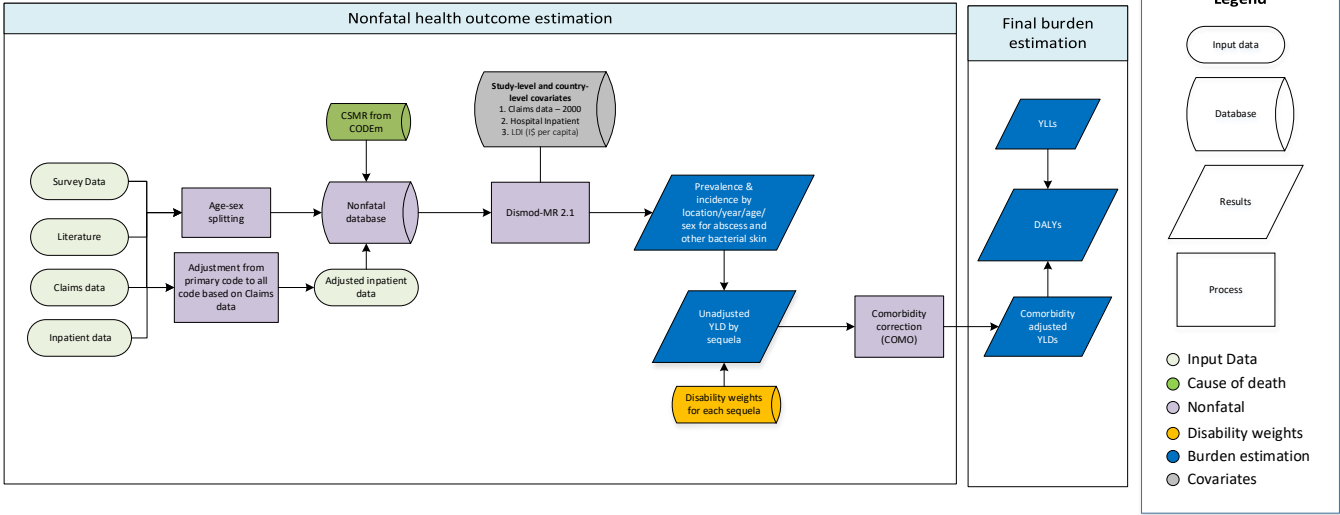 Nonfatal health outcome estimation
Final burden
estimation
Legend
Input data
Database
Results
Process
Input Data
Cause of death
Nonfatal
Disability weights
Burden estimation
Covariates
Survey Data
Literature
Claims data
Inpatient data
Age-sex
splitting
Adjustment from
primary code to all
code based on Claims
data
CSMR from
CODEm
Nonfatal
database
Adjusted inpatient
data
Study-level and country-
level covariates
1. Claims data – 2000
2. Hospital Inpatient
3. LDI (I$ per capita)
Dismod-MR 2.1
Prevalence &
incidence by
location/year/age/
sex for abscess and
other bacterial skin
Unadjusted
YLD by
sequela
Disability weights
for each sequela
Comorbidity
correction
(COMO)
YLLs
DALYs
Comorbidity
adjusted
YLDs